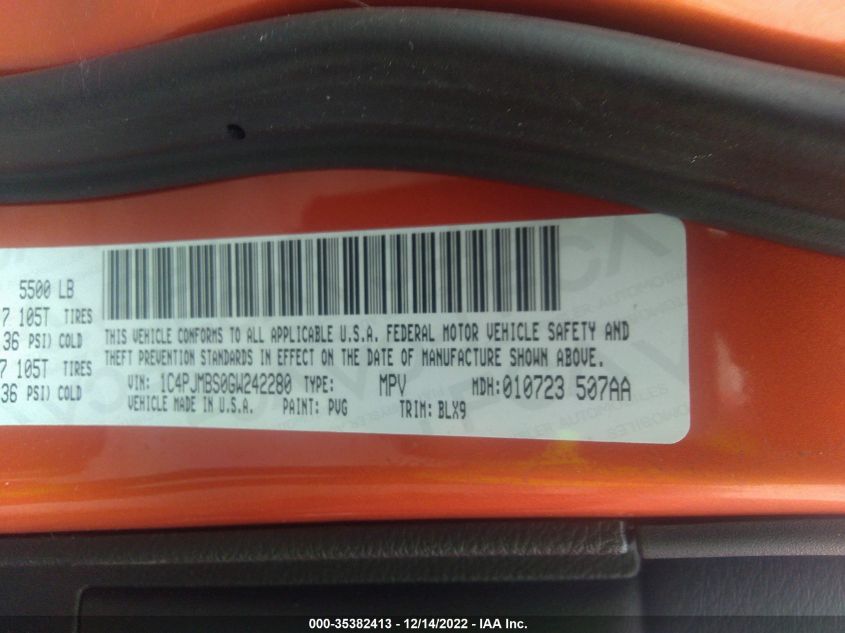 5500 LB
7 105T TIRES
36 PSI) COLD
7 105T TIRES
36 PSI) COLD
THIS VEHICLE CONFORMS TO ALL APPLICABLE U.S.A. FEDERAL MOTOR VEHICLE SAFETY AND
THEFT PREVENTION STANDARDS IN EFFECT ON THE DATE OF MANUFACTURE SHOWN ABOVE.
VIN: 1C4PJMBS0GW242280 TYPE: MPV MDH: 010723 507AA
VEHICLE MADE IN U.S.A. PAINT: PVG TRIM: BLX9
000-35382413 - 12/14/2022 - IAA Inc.